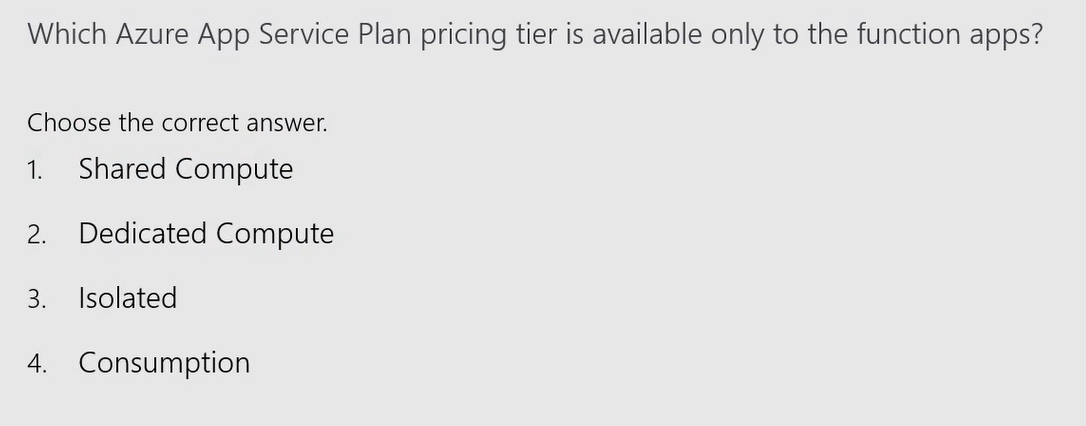 Which Azure App Service Plan pricing tier is available only to the function apps?
Choose the correct answer.
1. Shared Compute
2. Dedicated Compute
3. Isolated
4. Consumption